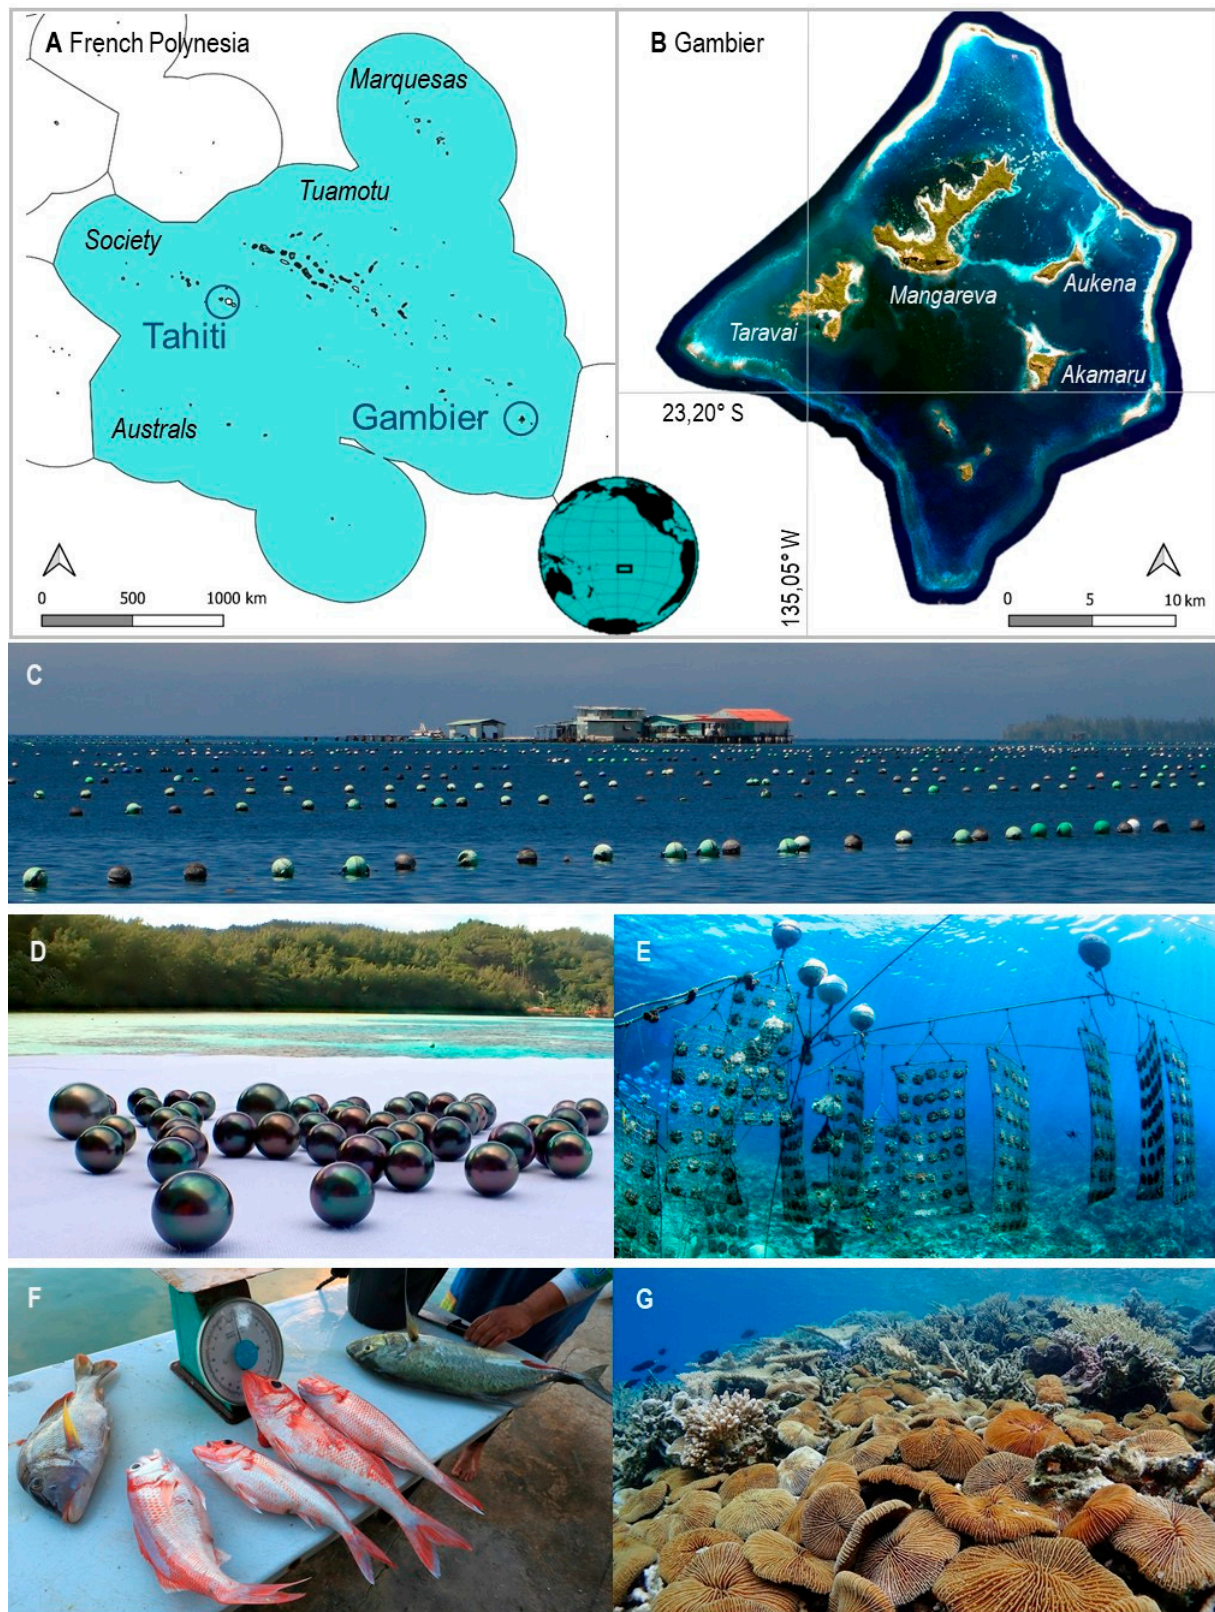 A French Polynesia
Marquesas
Tuamotu
Society
Tahiti
Gambier
Australs
0 500 1000 km
B Gambier
Mangareva
Aukena
Taravai
Akamaru
23,20° S
135,05° W
0 5 10 km
C
D
E
F
G